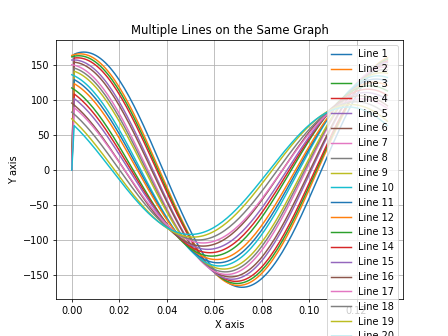 Multiple Lines on the Same Graph
Y axis
150
100
50
0
−50
−100
−150
0.00
0.02
0.04
0.06
0.08
0.10
X axis
Line 1
Line 2
Line 3
Line 4
Line 5
Line 6
Line 7
Line 8
Line 9
Line 10
Line 11
Line 12
Line 13
Line 14
Line 15
Line 16
Line 17
Line 18
Line 19
Line 20